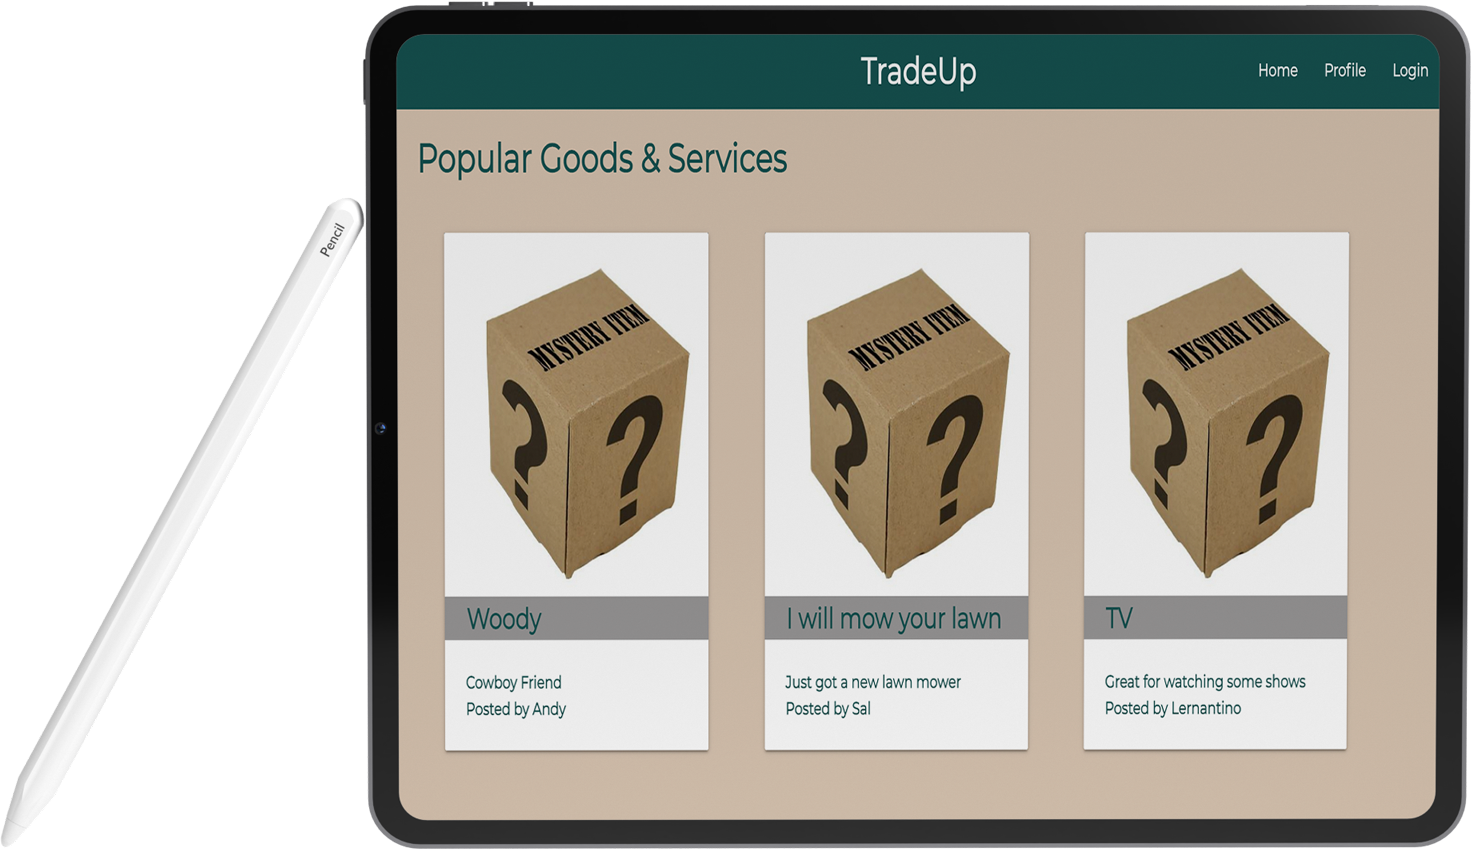 TradeUp
Home Profile Login
Popular Goods & Services
Pencil
MYSTERY ITEM
? ?
MYSTERY ITEM
? ?
MYSTERY ITEM
? ?
Woody
I will mow your lawn
TV
Cowboy Friend
Posted by Andy
Just got a new lawn mower
Posted by Sal
Great for watching some shows
Posted by Lernantino